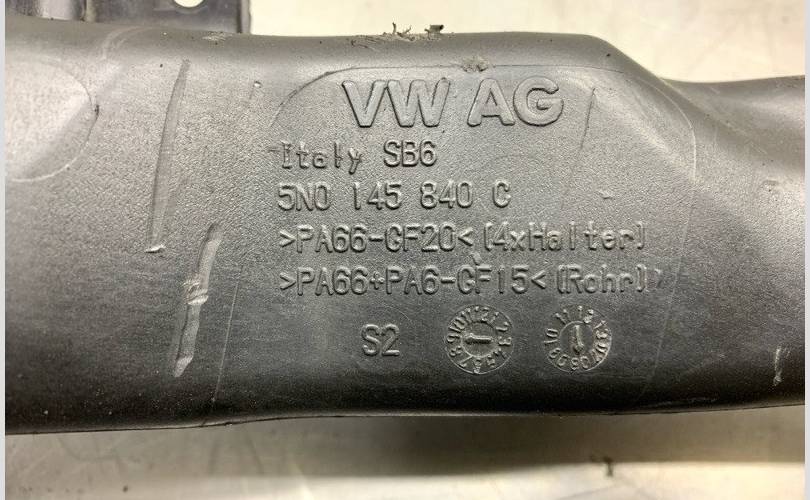 VW AG
Italy SB6
5N0 145 840 C
>PA66-GF20< (4xHalter)
>PA66+PA6-GF15< (Rohr)
S2